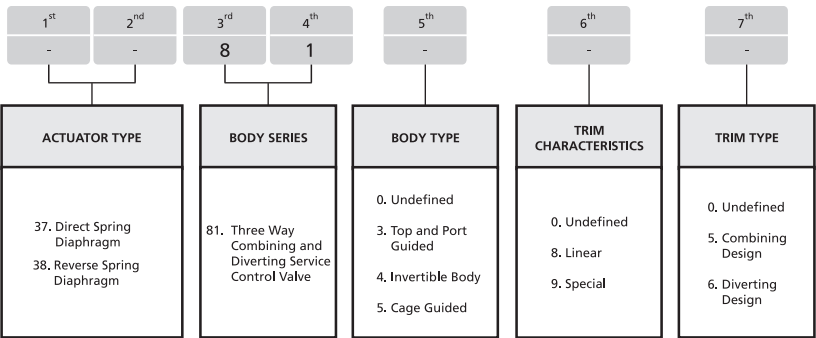 1st 2nd 3rd 4th 5th 6th 7th
- - 8 1 - - -
ACTUATOR TYPE
37. Direct Spring
Diaphragm
38. Reverse Spring
Diaphragm
BODY SERIES
81. Three Way
Combining and
Diverting Service
Control Valve
BODY TYPE
0. Undefined
3. Top and Port
Guided
4. Invertible Body
5. Cage Guided
TRIM
CHARACTERISTICS
0. Undefined
8. Linear
9. Special
TRIM TYPE
0. Undefined
5. Combining
Design
6. Diverting
Design